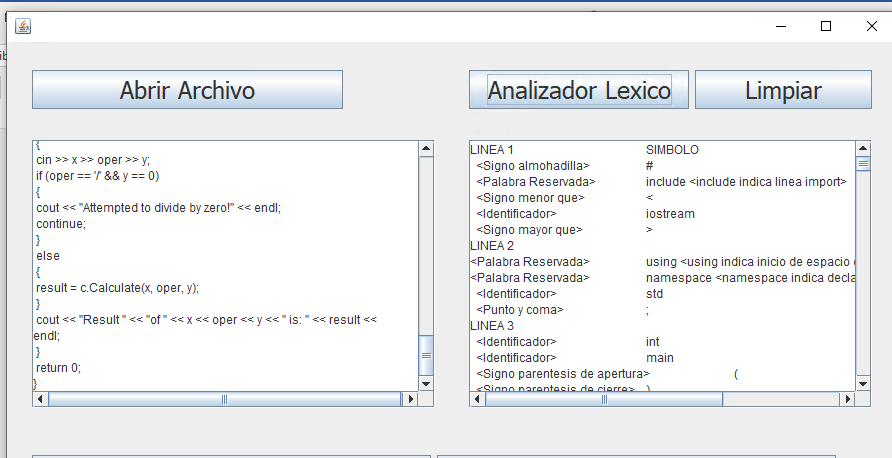 Abrir Archivo
Analizador Lexico
Limpiar
{
cin >> x >> oper >> y;
if (oper == '/' && y == 0)
{
cout << "Attempted to divide by zero!" << endl;
continue;
}
else
{
result = c.Calculate(x, oper, y);
}
cout << "Result " << "of " << x << oper << y << " is: " << result <<
endl;
}
return 0;
}
LINEA 1 SIMBOLO
<Signo almohadilla> #
<Palabra Reservada> include <include indica linea import>
<Signo menor que> <
<Identificador> iostream
<Signo mayor que> >
LINEA 2
<Palabra Reservada> using <using indica inicio de espacio
<Palabra Reservada> namespace <namespace indica decla
<Identificador> std
<Punto y coma> ;
LINEA 3
<Identificador> int
<Identificador> main
<Signo parentesis de apertura> (
<Signo parentesis de cierre> )